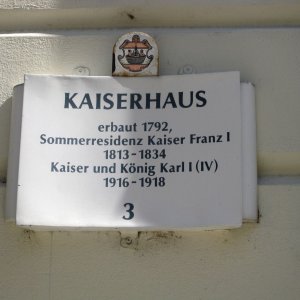 KAISERHAUS
erbaut 1792,
Sommerresidenz Kaiser Franz I
1813-1834
Kaiser und König Karl I (IV)
1916-1918
3